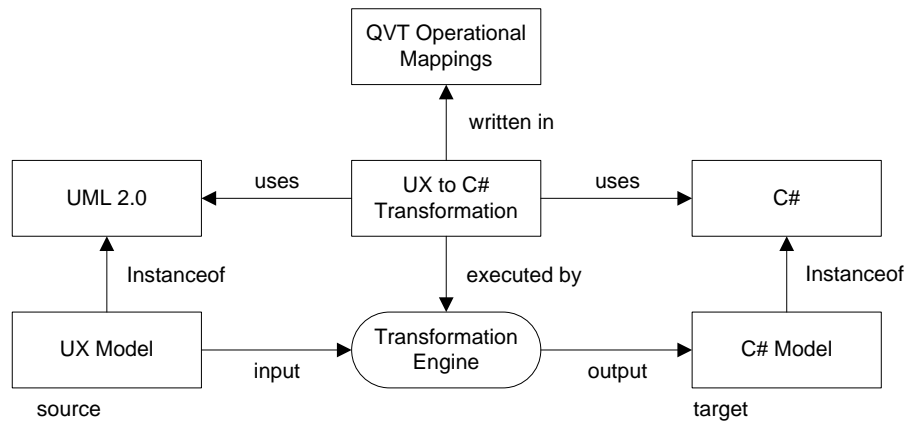 QVT Operational
Mappings
written in
UML 2.0
uses
UX to C#
Transformation
uses
C#
Instanceof
executed by
Instanceof
UX Model
input
Transformation
Engine
output
C# Model
source
target